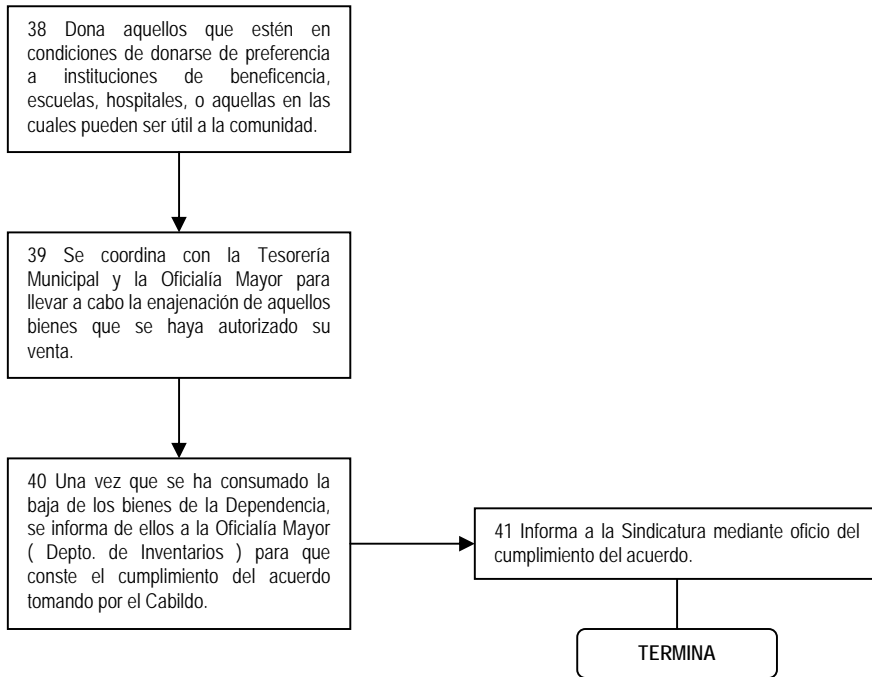 38 Dona aquellos que estén en
condiciones de donarse de preferencia
a instituciones de beneficencia,
escuelas, hospitales, o aquellas en las
cuales pueden ser útil a la comunidad.
39 Se coordina con la Tesorería
Municipal y la Oficialía Mayor para
llevar a cabo la enajenación de aquellos
bienes que se haya autorizado su
venta.
40 Una vez que se ha consumado la
baja de los bienes de la Dependencia,
se informa de ellos a la Oficialía Mayor
( Depto. de Inventarios ) para que
conste el cumplimiento del acuerdo
tomando por el Cabildo.
41 Informa a la Sindicatura mediante oficio del
cumplimiento del acuerdo.
TERMINA